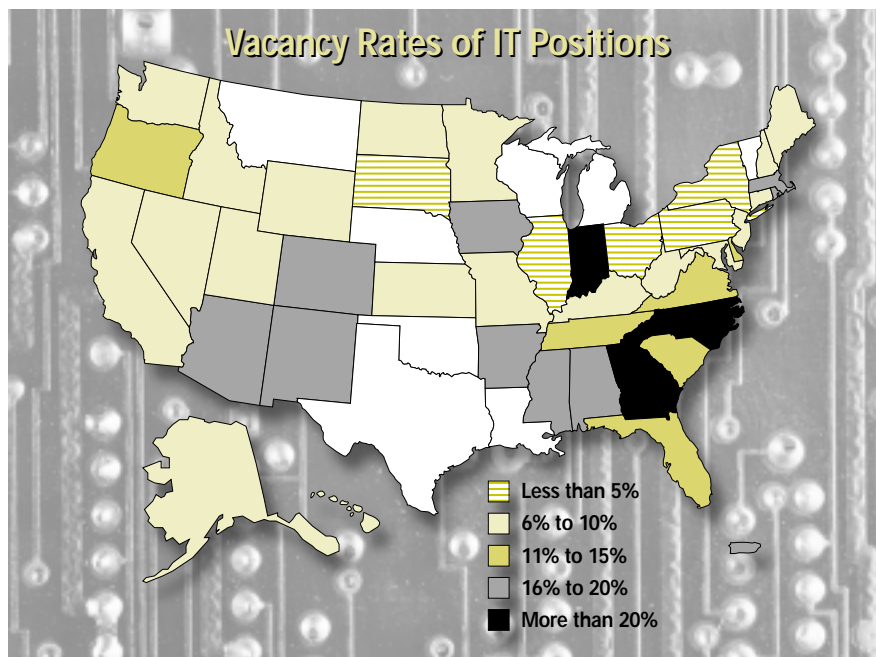 Vacancy Rates of IT Positions
Less than 5%
6% to 10%
11% to 15%
16% to 20%
More than 20%